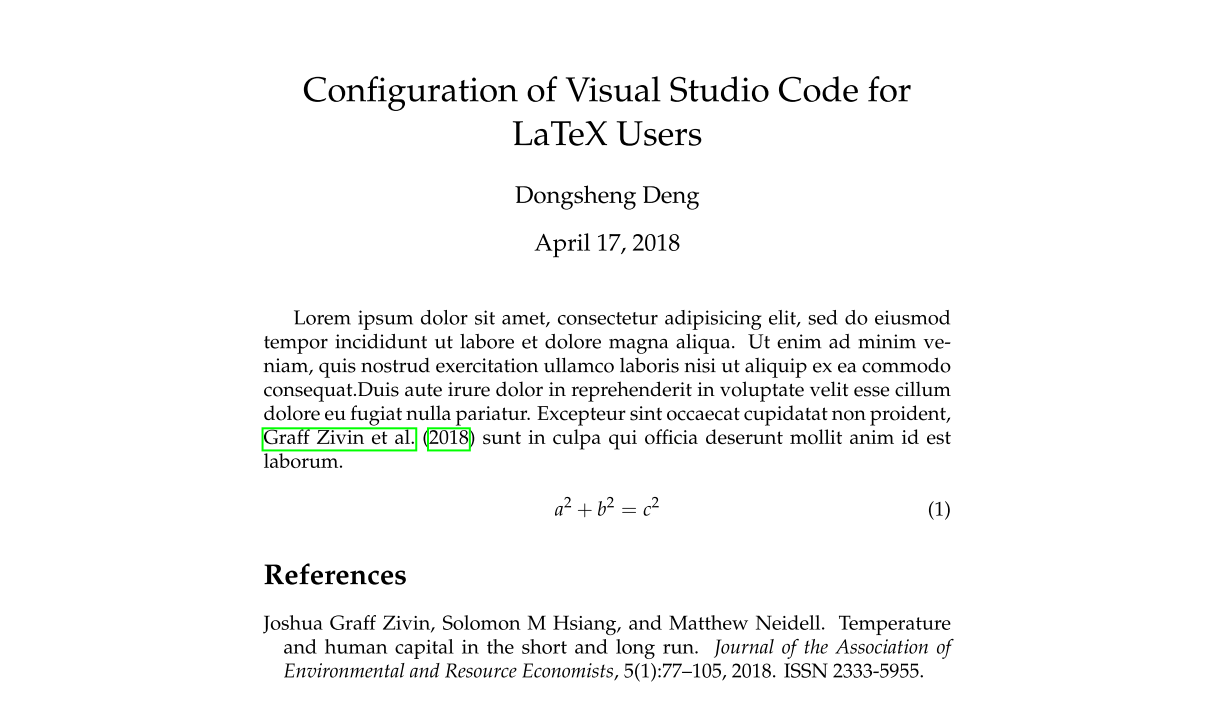 Configuration of Visual Studio Code for
LaTeX Users
Dongsheng Deng
April 17, 2018
Lorem ipsum dolor sit amet, consectetur adipisicing elit, sed do eiusmod
tempor incididunt ut labore et dolore magna aliqua. Ut enim ad minim ve-
niam, quis nostrud exercitation ullamco laboris nisi ut aliquip ex ea commodo
consequat.Duis aute irure dolor in reprehenderit in voluptate velit esse cillum
dolore eu fugiat nulla pariatur. Excepteur sint occaecat cupidatat non proident,
Graff Zivin et al. (2018) sunt in culpa qui officia deserunt mollit anim id est
laborum.
a² + b² = c² (1)
References
Joshua Graff Zivin, Solomon M Hsiang, and Matthew Neidell. Temperature
and human capital in the short and long run. Journal of the Association of
Environmental and Resource Economists, 5(1):77–105, 2018. ISSN 2333-5955.